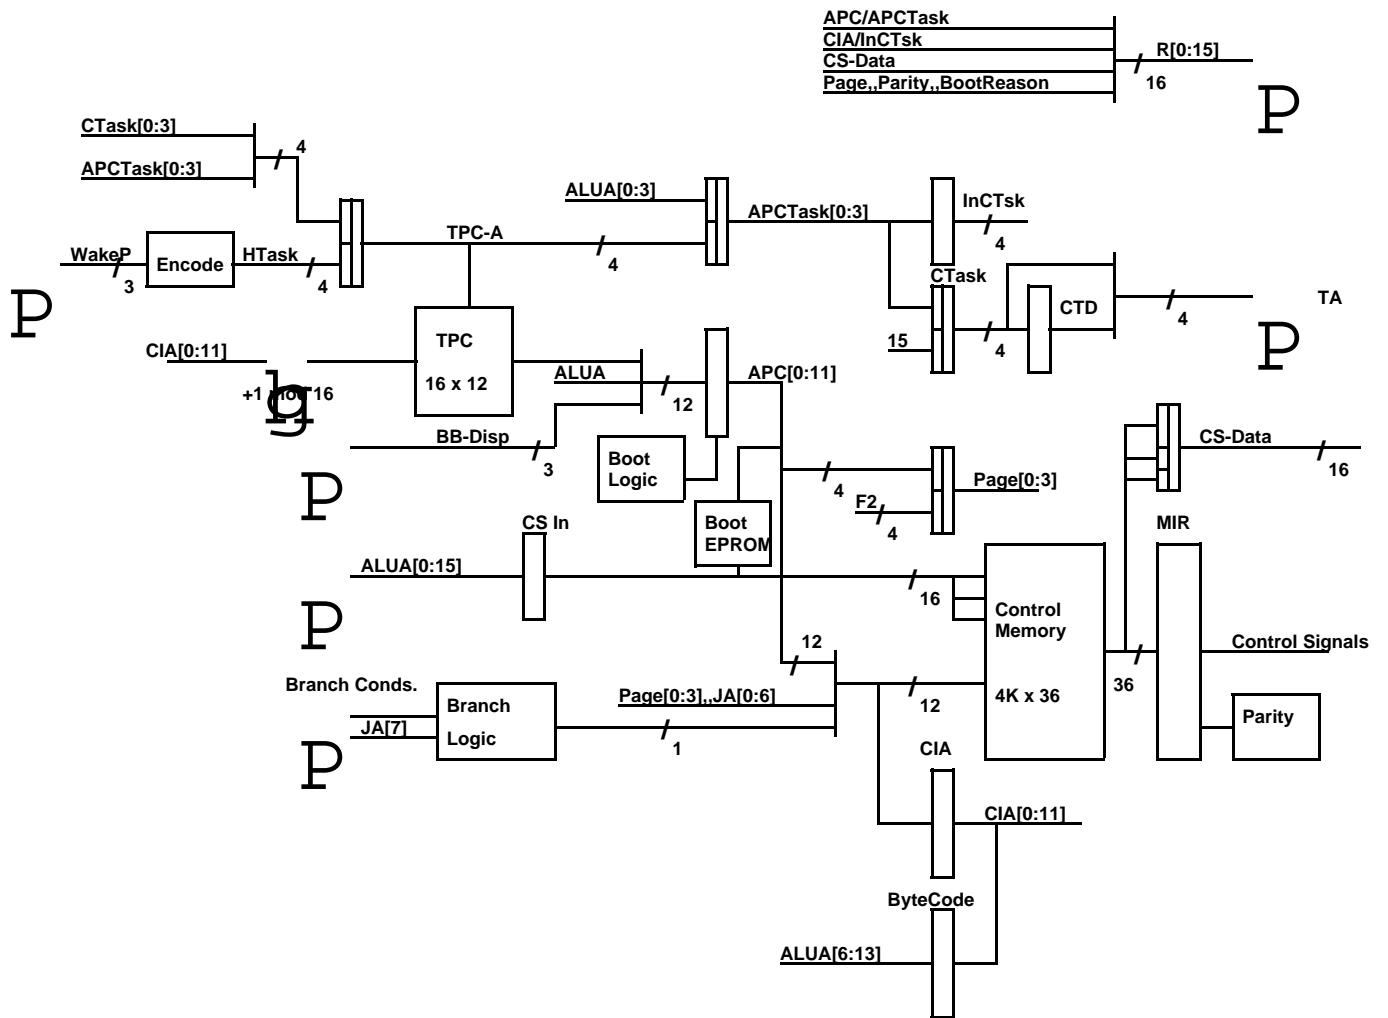 APC/APCTask
CIA/InCTsk
CS-Data
Page,,Parity,,BootReason
R[0:15]
16
P
CTask[0:3]
APCTask[0:3]
4
ALUA[0:3]
APCTask[0:3]
InCTsk
4
WakeP
3
Encode
HTask
4
TPC-A
4
P
CTask
15
4
CTD
4
TA
P
CIA[0:11]
+1 mod 16
TPC
16 x 12
ALUA
12
APC[0:11]
BB-Disp
3
P
Boot
Logic
Boot
EPROM
4
F2
4
Page[0:3]
CS-Data
16
CS In
ALUA[0:15]
P
16
Control
Memory
4K x 36
MIR
36
Control Signals
Parity
12
Branch Conds.
JA[7]
P
Branch
Logic
Page[0:3],,JA[0:6]
1
12
CIA
CIA[0:11]
ByteCode
ALUA[6:13]